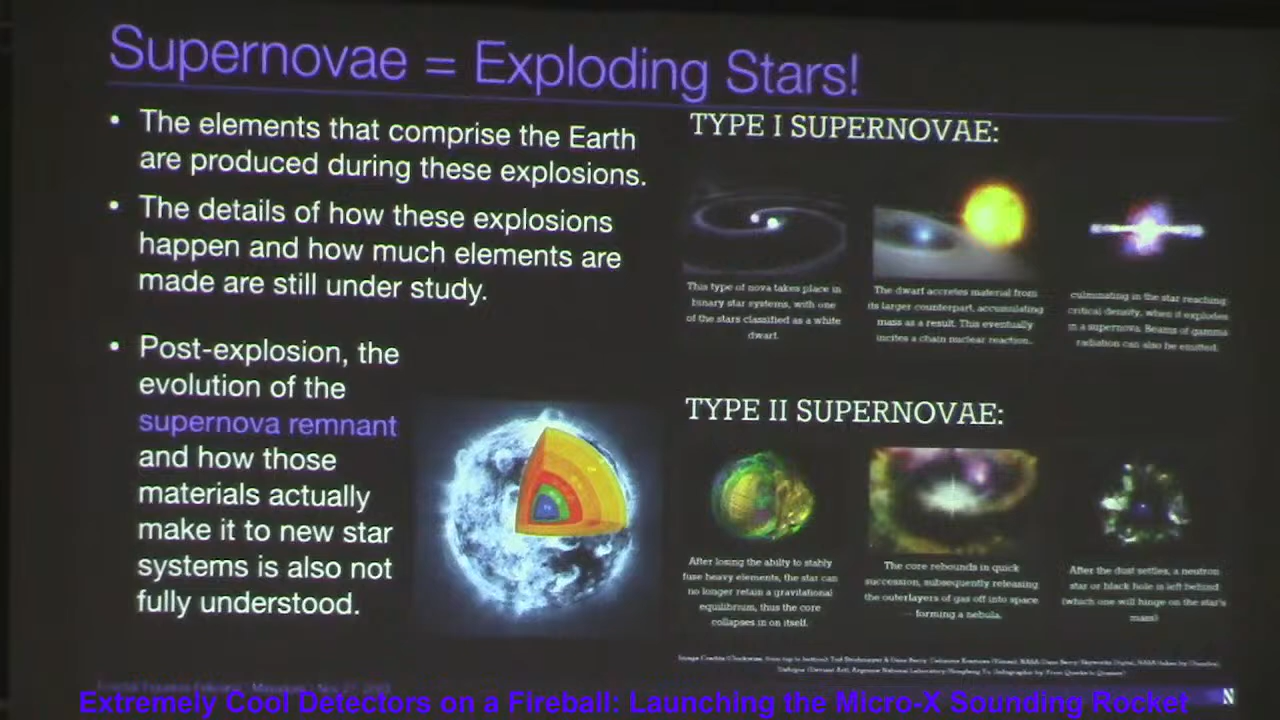 Supernovae = Exploding Stars!
• The elements that comprise the Earth
are produced during these explosions.
• The details of how these explosions
happen and how much elements are
made are still under study.
• Post-explosion, the
evolution of the
supernova remnant
and how those
materials actually
make it to new star
systems is also not
fully understood.
TYPE I SUPERNOVAE:
This type of nova takes place in
binary star systems, with one
of the stars classified as a white
dwarf.
The dwarf accretes material from
its larger counterpart, accumulating
mass as a result. This eventually
incites a chain nuclear reaction..
culminating in the star reaching
critical density, when it explodes
in a supernova. Beams of gamma
radiation can also be emitted.
TYPE II SUPERNOVAE:
After losing the abilty to stably
fuse heavy elements, the star can
no longer retain a gravitational
equilibrium, thus the core
collapses in on itself.
The core rebounds in quick
succession, subsequently releasing
the outerlayers of gas off into space
forming a nebula.
After the dust settles, a neutron
star or black hole is left behind
(which one will hinge on the star's
mass)
N
Extremely Cool Detectors on a Fireball: Launching the Micro-X Sounding Rocket